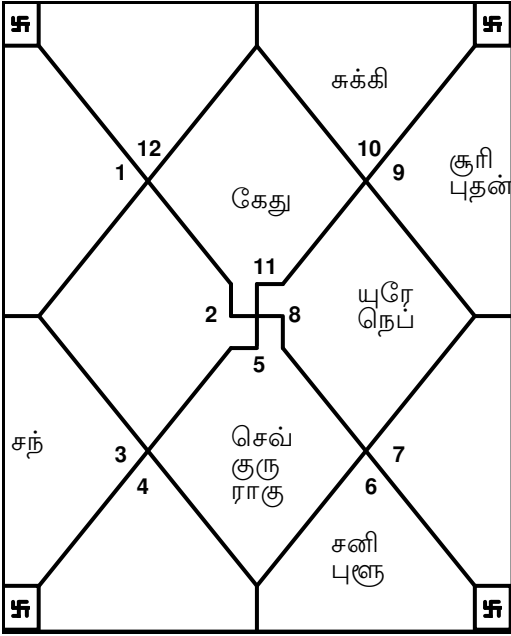 சுக்கி
12
10
1
9
சூரி
புதன்
கேது
11
யுரே
நெப்
2
8
5
சந்
செவ்
குரு
ராகு
3
7
4
6
சனி
புளூ